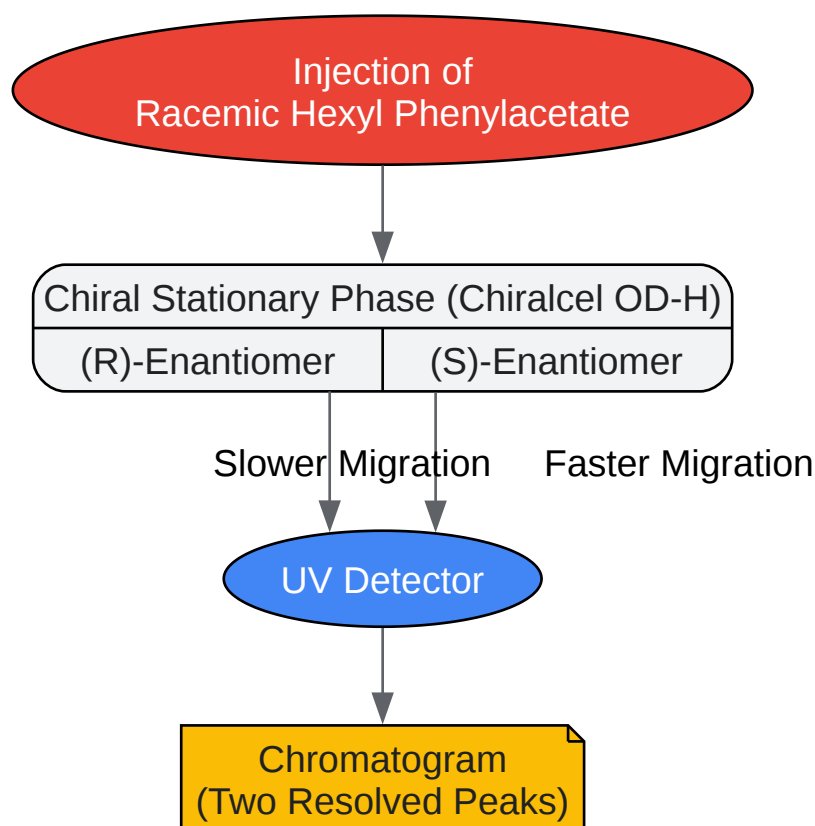 Injection of
Racemic Hexyl Phenylacetate
Chiral Stationary Phase (Chiralcel OD-H)
(R)-Enantiomer
(S)-Enantiomer
Slower Migration
Faster Migration
UV Detector
Chromatogram
(Two Resolved Peaks)